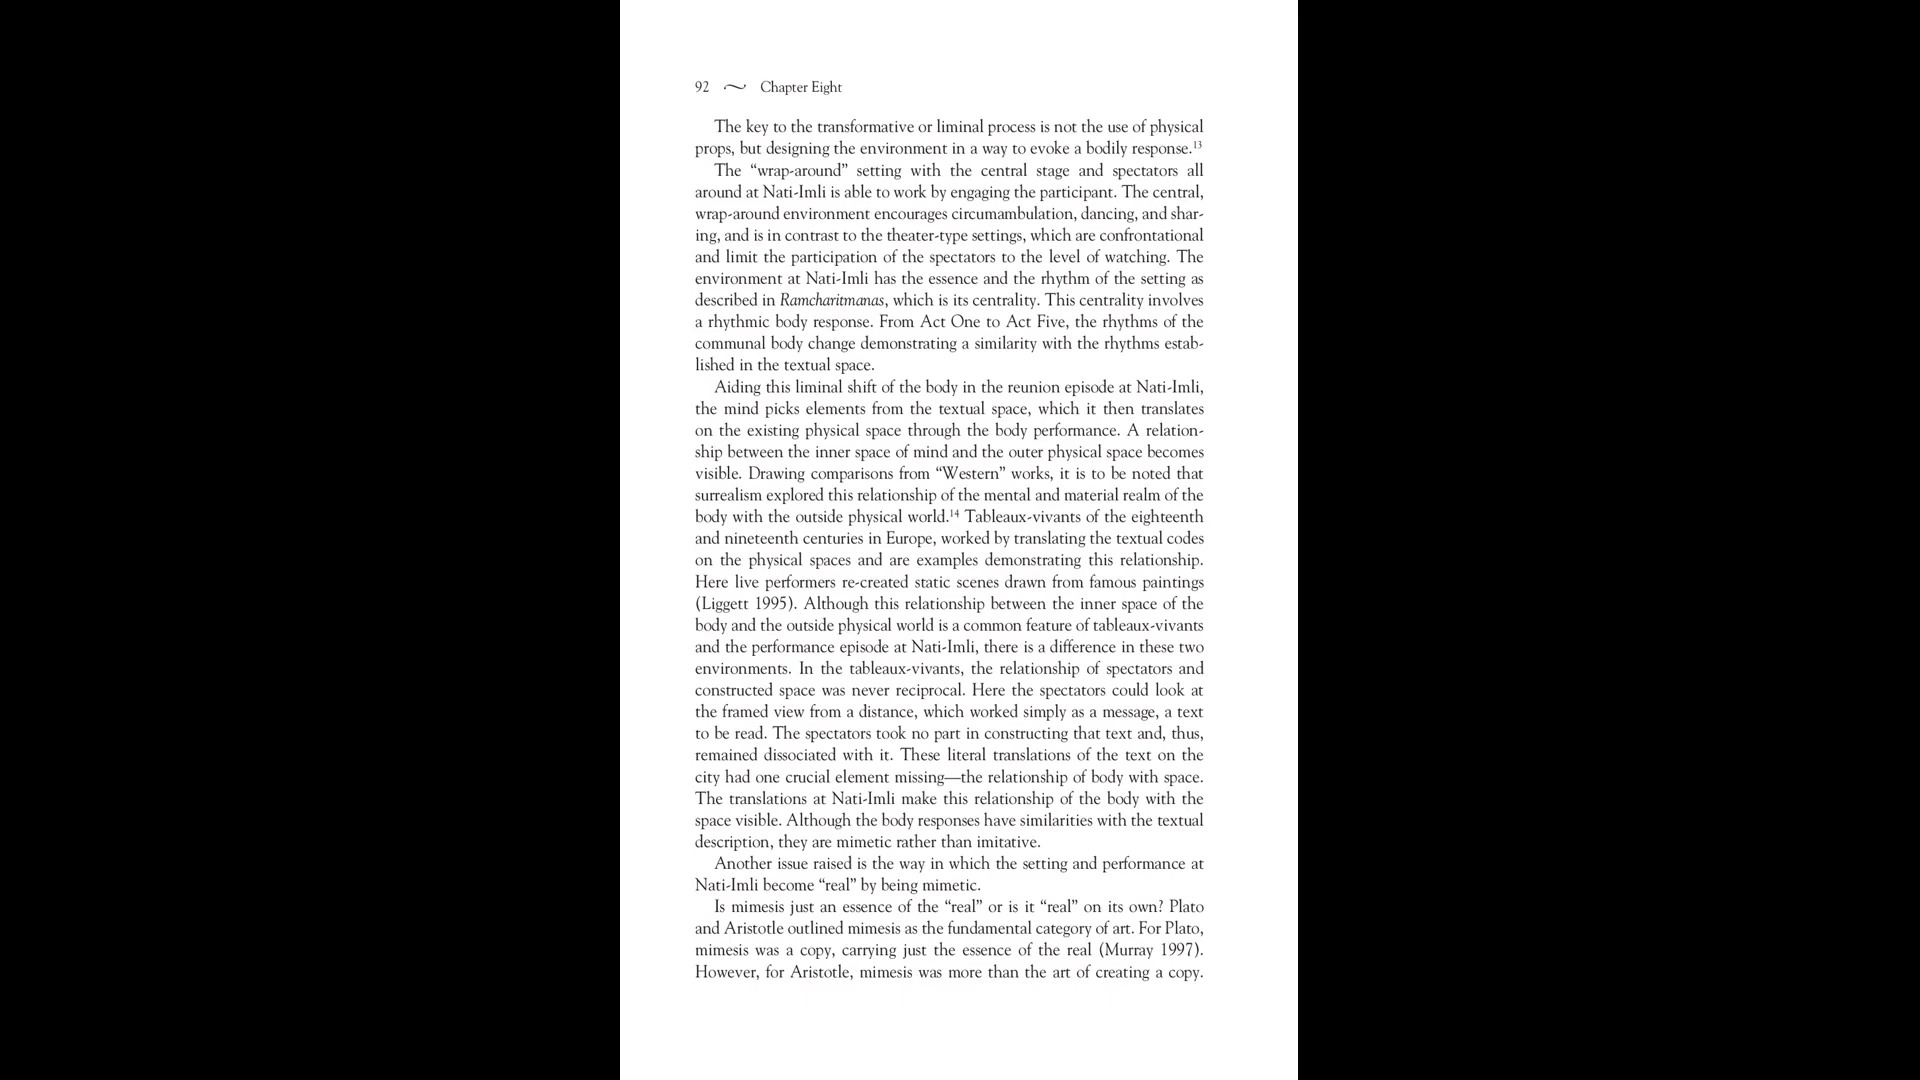 92 ~ Chapter Eight
The key to the transformative or liminal process is not the use of physical
props, but designing the environment in a way to evoke a bodily response.13
The “wrap-around” setting with the central stage and spectators all
around at Nati-Imli is able to work by engaging the participant. The central,
wrap-around environment encourages circumambulation, dancing, and shar-
ing, and is in contrast to the theater-type settings, which are confrontational
and limit the participation of the spectators to the level of watching. The
environment at Nati-Imli has the essence and the rhythm of the setting as
described in Ramcharitmanas, which is its centrality. This centrality involves
a rhythmic body response. From Act One to Act Five, the rhythms of the
communal body change demonstrating a similarity with the rhythms estab-
lished in the textual space.
Aiding this liminal shift of the body in the reunion episode at Nati-Imli,
the mind picks elements from the textual space, which it then translates
on the existing physical space through the body performance. A relation-
ship between the inner space of mind and the outer physical space becomes
visible. Drawing comparisons from “Western” works, it is to be noted that
surrealism explored this relationship of the mental and material realm of the
body with the outside physical world.14 Tableaux-vivants of the eighteenth
and nineteenth centuries in Europe, worked by translating the textual codes
on the physical spaces and are examples demonstrating this relationship.
Here live performers re-created static scenes drawn from famous paintings
(Liggett 1995). Although this relationship between the inner space of the
body and the outside physical world is a common feature of tableaux-vivants
and the performance episode at Nati-Imli, there is a difference in these two
environments. In the tableaux-vivants, the relationship of spectators and
constructed space was never reciprocal. Here the spectators could look at
the framed view from a distance, which worked simply as a message, a text
to be read. The spectators took no part in constructing that text and, thus,
remained dissociated with it. These literal translations of the text on the
city had one crucial element missing—the relationship of body with space.
The translations at Nati-Imli make this relationship of the body with the
space visible. Although the body responses have similarities with the textual
description, they are mimetic rather than imitative.
Another issue raised is the way in which the setting and performance at
Nati-Imli become “real” by being mimetic.
Is mimesis just an essence of the “real” or is it “real” on its own? Plato
and Aristotle outlined mimesis as the fundamental category of art. For Plato,
mimesis was a copy, carrying just the essence of the real (Murray 1997).
However, for Aristotle, mimesis was more than the art of creating a copy.